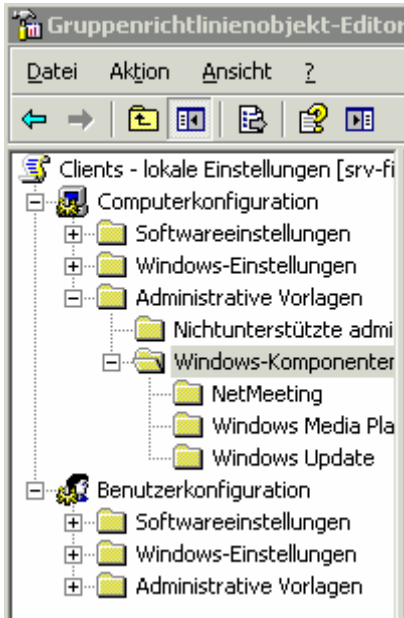 Gruppenrichtlinienobjekt-Editor
Datei Aktion Ansicht ?
Clients - lokale Einstellungen [srv-fi
Computerkonfiguration
Softwareeinstellungen
Windows-Einstellungen
Administrative Vorlagen
Nichtunterstützte admi
Windows-Komponenter
NetMeeting
Windows Media Pla
Windows Update
Benutzerkonfiguration
Softwareeinstellungen
Windows-Einstellungen
Administrative Vorlagen